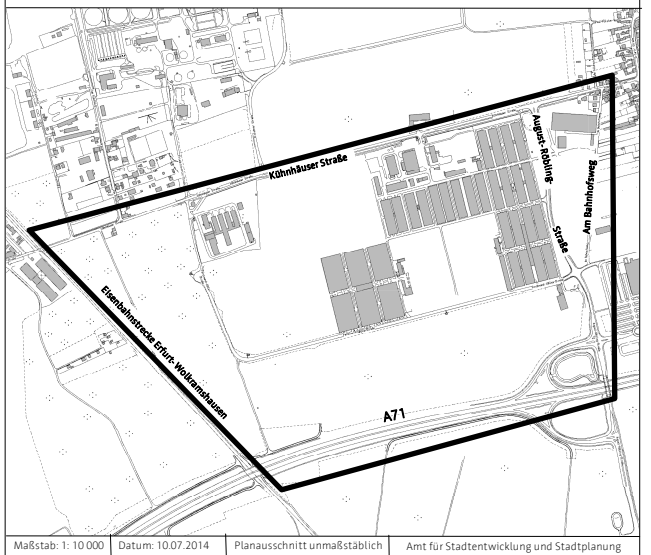 Kühnhäuser Straße
August-Röbling-
Straße
Am Bahnhofsweg
Eisenbahnstrecke Erfurt- Wolkramshausen
A71
Maßstab: 1: 10 000
Datum: 10.07.2014
Planausschnitt unmaßstäblich
Amt für Stadtentwicklung und Stadtplanung